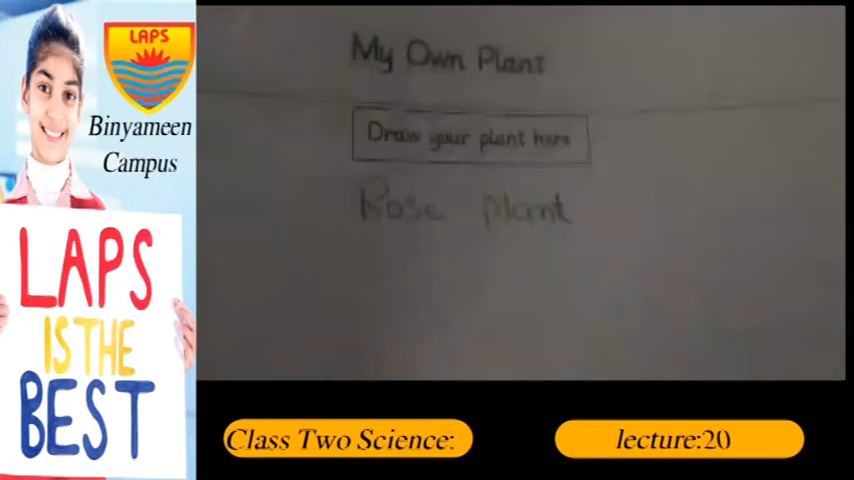 LAPS
Binyameen
Campus
LAPS
IS THE
BEST
My Own Plant
Draw your plant here
Rose plant
Class Two Science:
lecture:20